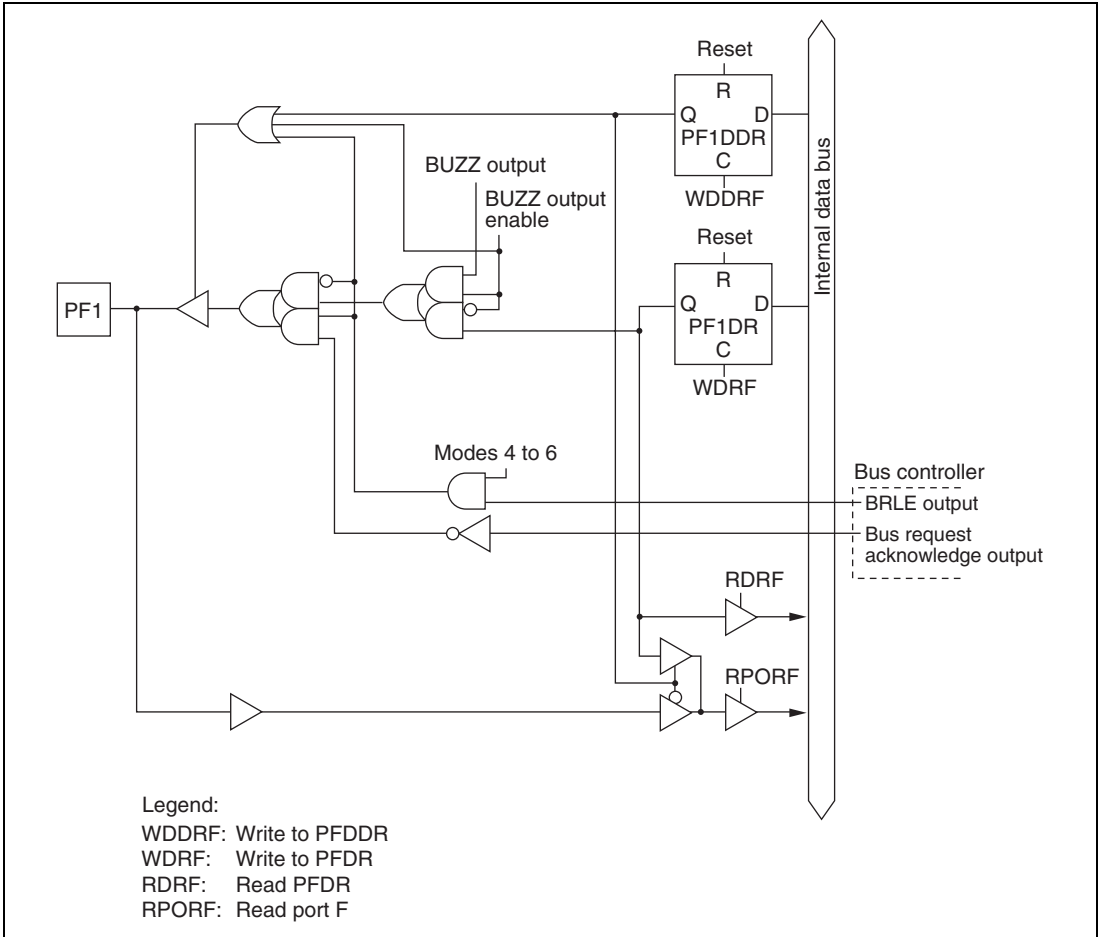 Reset
R
Q D
PF1DDR
C
WDDRF
Internal data bus
BUZZ output
BUZZ output
enable
Reset
R
Q D
PF1DR
C
WDRF
PF1
Modes 4 to 6
Bus controller
BRLE output
Bus request
acknowledge output
RDRF
RPORF
Legend:
WDDRF: Write to PFDDR
WDRF: Write to PFDR
RDRF: Read PFDR
RPORF: Read port F